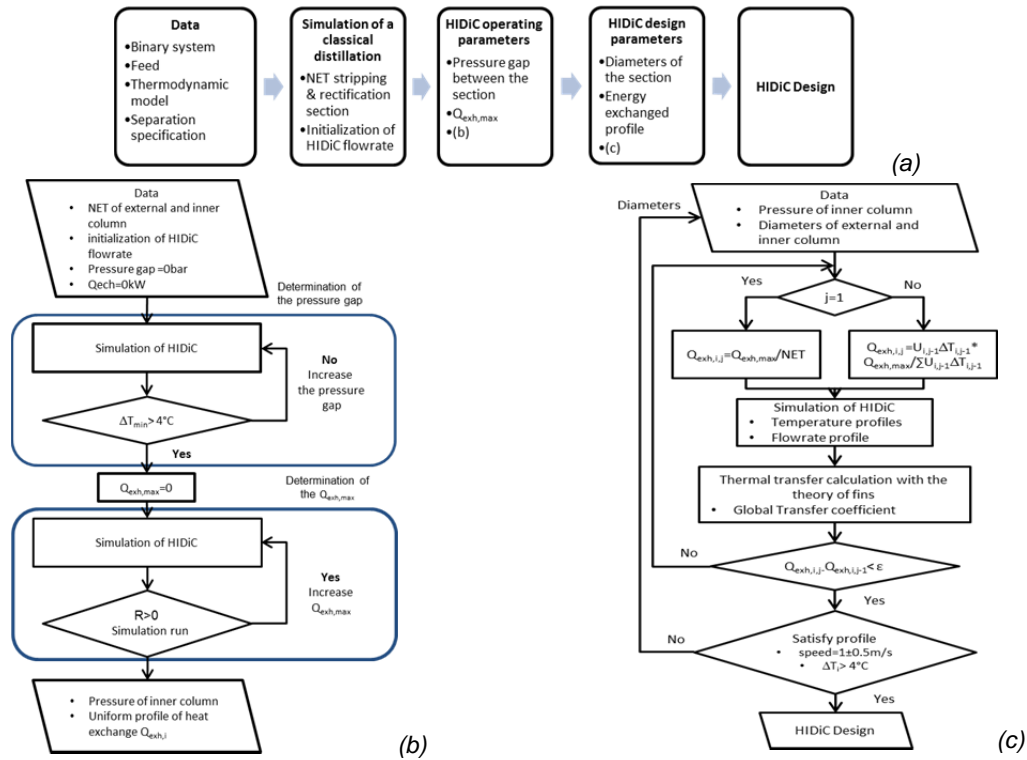 Data
•Binary system
•Feed
•Thermodynamic
model
•Separation
specification
Simulation of a
classical
distillation
•NET stripping
& rectification
section
•Initialization of
HIDiC flowrate
HIDiC operating
parameters
•Pressure gap
between the
section
•Qexh,max
•(b)
HIDiC design
parameters
•Diameters of
the section
•Energy
exchanged
profile
•(c)
HIDiC Design
(a)
Data
• NET of external and inner
column
• initialization of HIDiC
flowrate
• Pressure gap =0bar
• Qech=0kW
Determination of
the pressure gap
Simulation of HIDiC
No
Increase
the pressure
gap
ΔTmin> 4°C
Yes
Qexh,max=0
Determination of
the Qexh,max
Simulation of HIDiC
Yes
Increase
Qexh,max
R>0
Simulation run
• Pressure of inner column
• Uniform profile of heat
exchange Qexh,i
(b)
Diameters
Data
• Pressure of inner column
• Diameters of external and
inner column
Yes
No
j=1
Qexh,i,j=Qexh,max/NET
Qexh,i,j=Ui,j-1ΔTi,j-1*
Qexh,max/∑Ui,j-1ΔTi,j-1
Simulation of HIDiC
• Temperature profiles
• Flowrate profile
Thermal transfer calculation with the
theory of fins
• Global Transfer coefficient
No
Qexh,i,j-Qexh,i,j-1< ε
Yes
No
Satisfy profile
• speed=1±0.5m/s
• ΔTi> 4°C
Yes
HIDiC Design
(c)